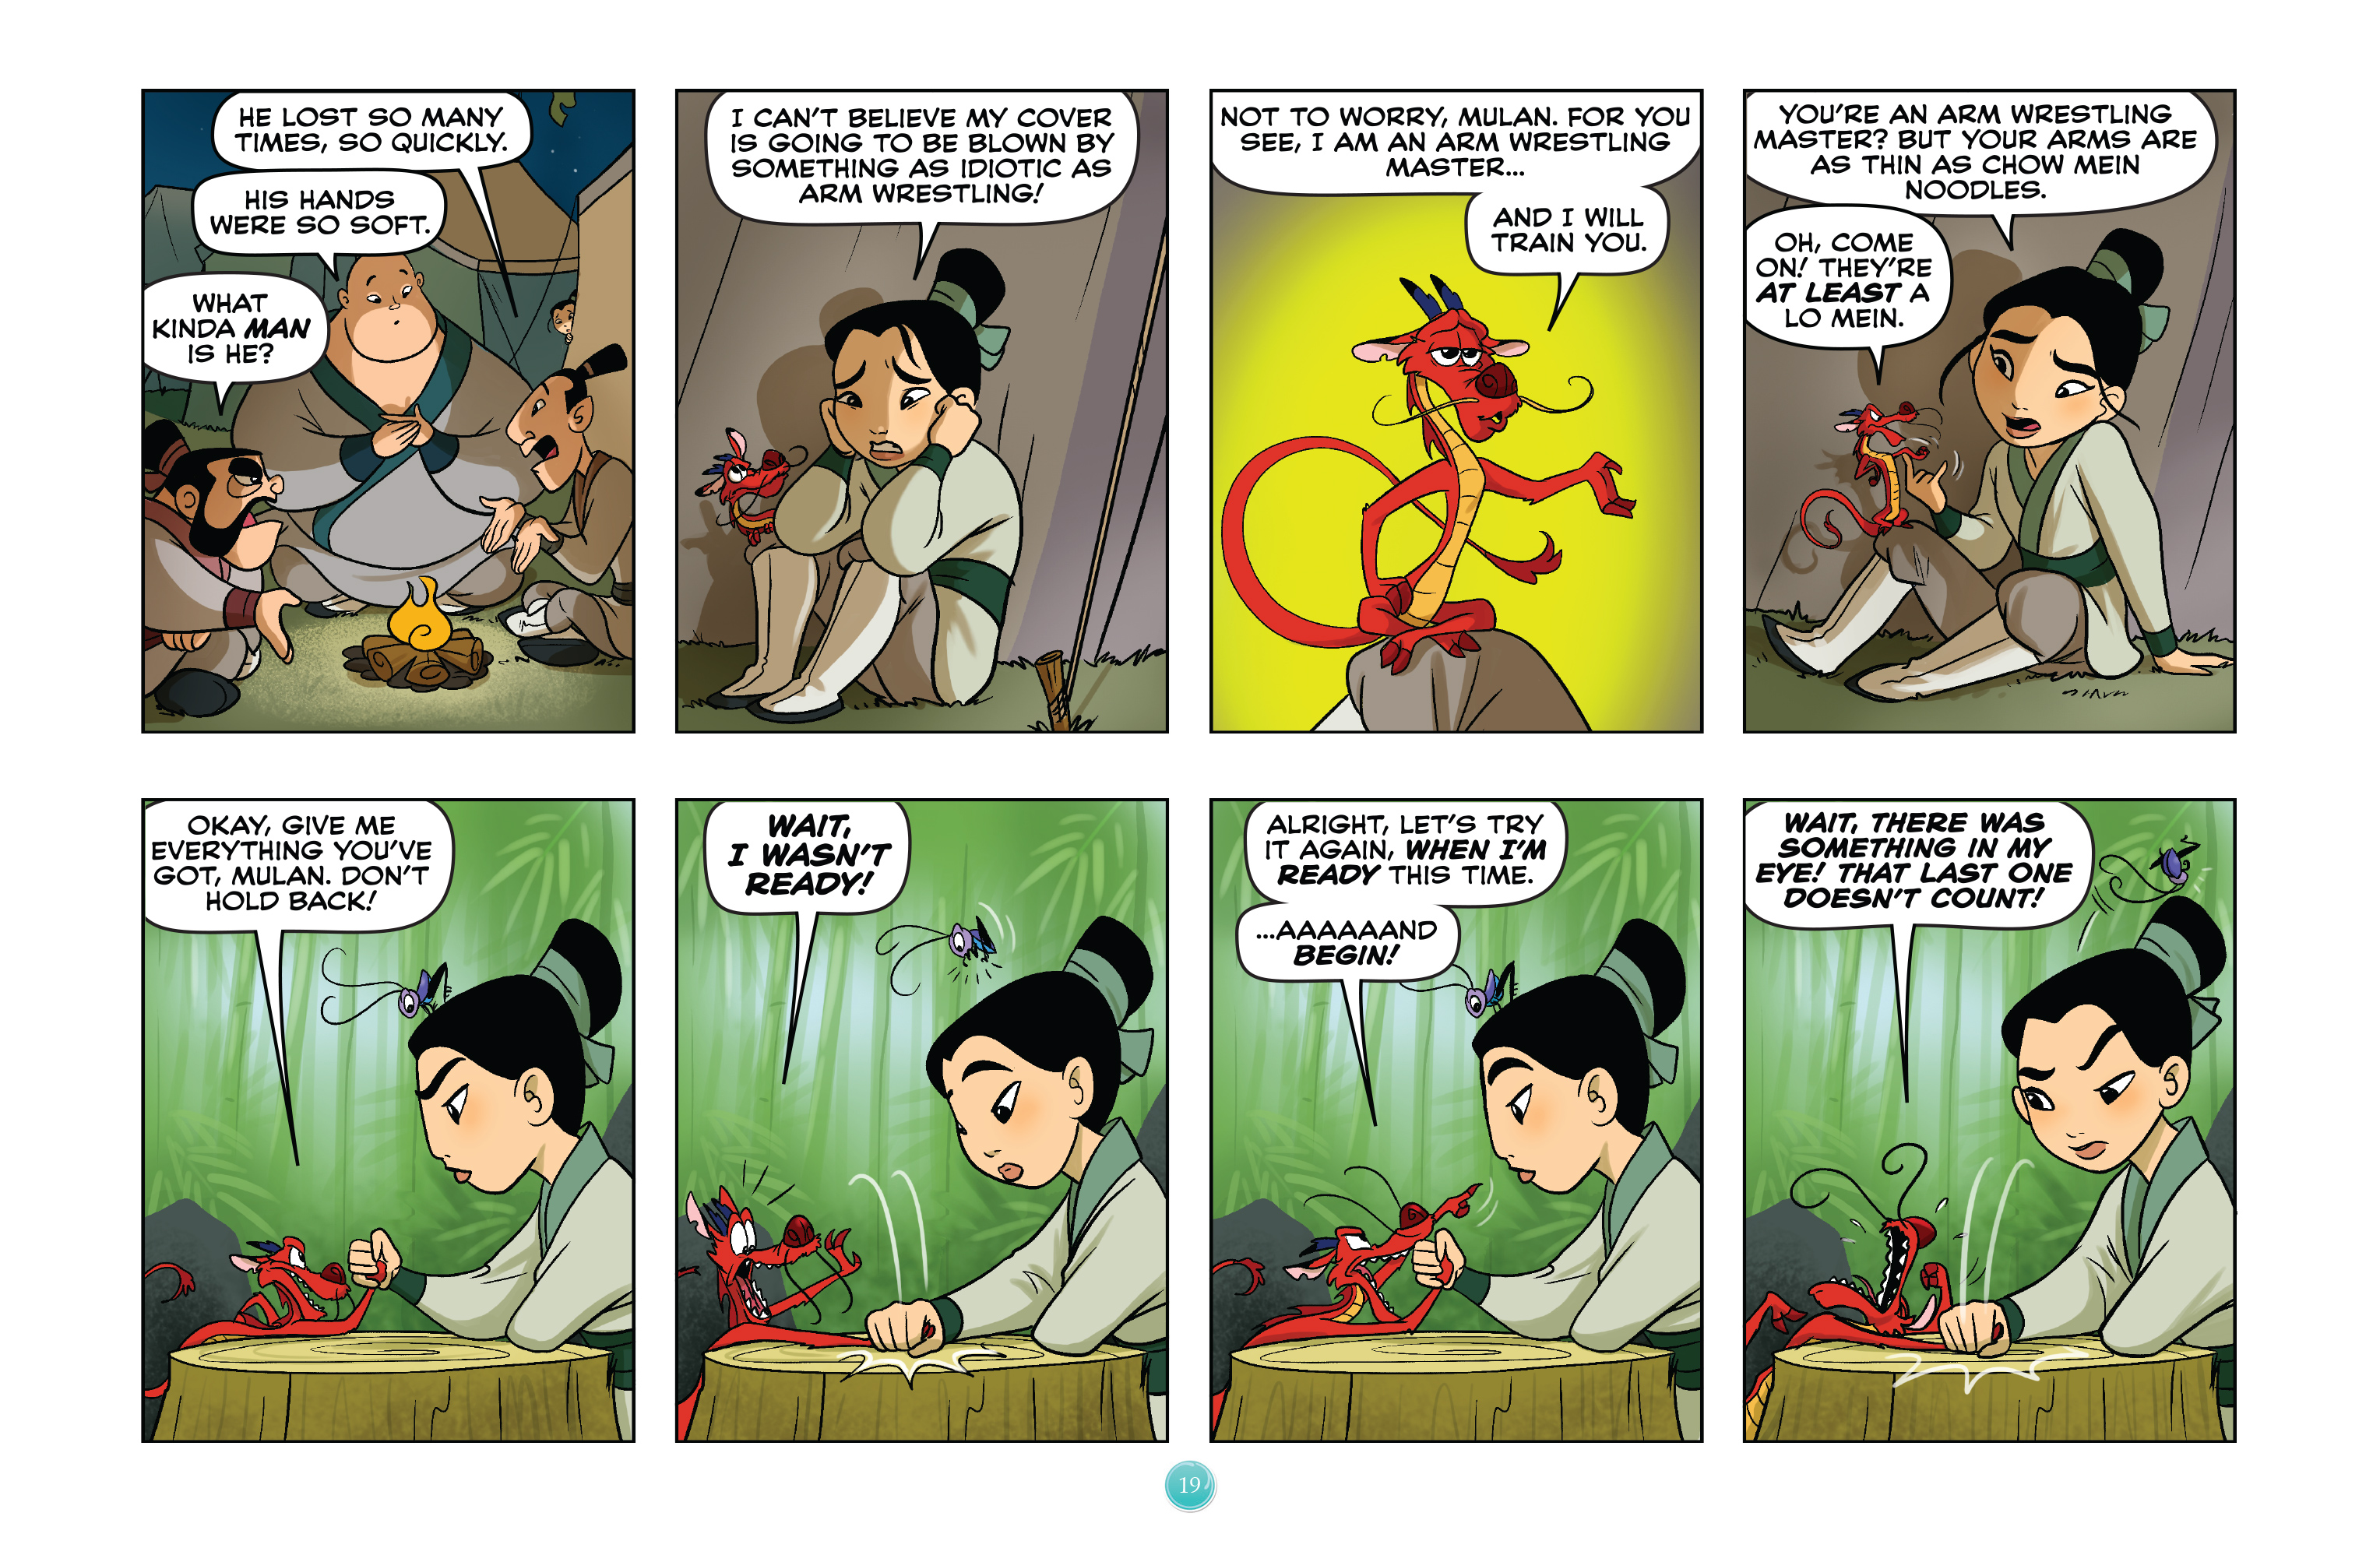 HE LOST SO MANY
TIMES, SO QUICKLY.
HIS HANDS
WERE SO SOFT.
WHAT
KINDA MAN
IS HE?
I CAN'T BELIEVE MY COVER
IS GOING TO BE BLOWN BY
SOMETHING AS IDIOTIC AS
ARM WRESTLING!
NOT TO WORRY, MULAN. FOR YOU
SEE, I AM AN ARM WRESTLING
MASTER...
AND I WILL
TRAIN YOU.
YOU'RE AN ARM WRESTLING
MASTER? BUT YOUR ARMS ARE
AS THIN AS CHOW MEIN
NOODLES.
OH, COME
ON! THEY'RE
AT LEAST A
LO MEIN.
OKAY, GIVE ME
EVERYTHING YOU'VE
GOT, MULAN. DON'T
HOLD BACK!
WAIT,
I WASN'T
READY!
ALRIGHT, LET'S TRY
IT AGAIN, WHEN I'M
READY THIS TIME.
...AAAAAAND
BEGIN!
WAIT, THERE WAS
SOMETHING IN MY
EYE! THAT LAST ONE
DOESN'T COUNT!
19